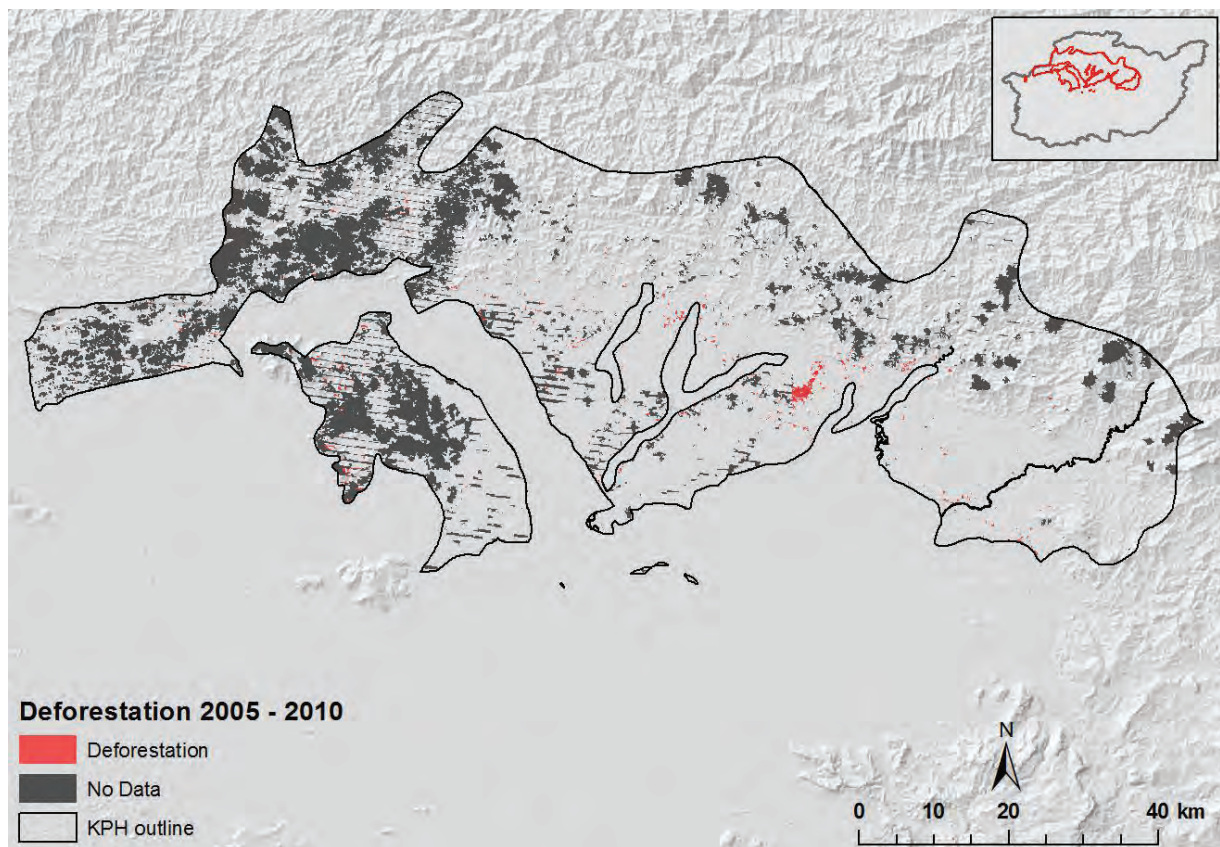 Deforestation 2005 - 2010
Deforestation
No Data
KPH outline
N
0 10 20 40 km